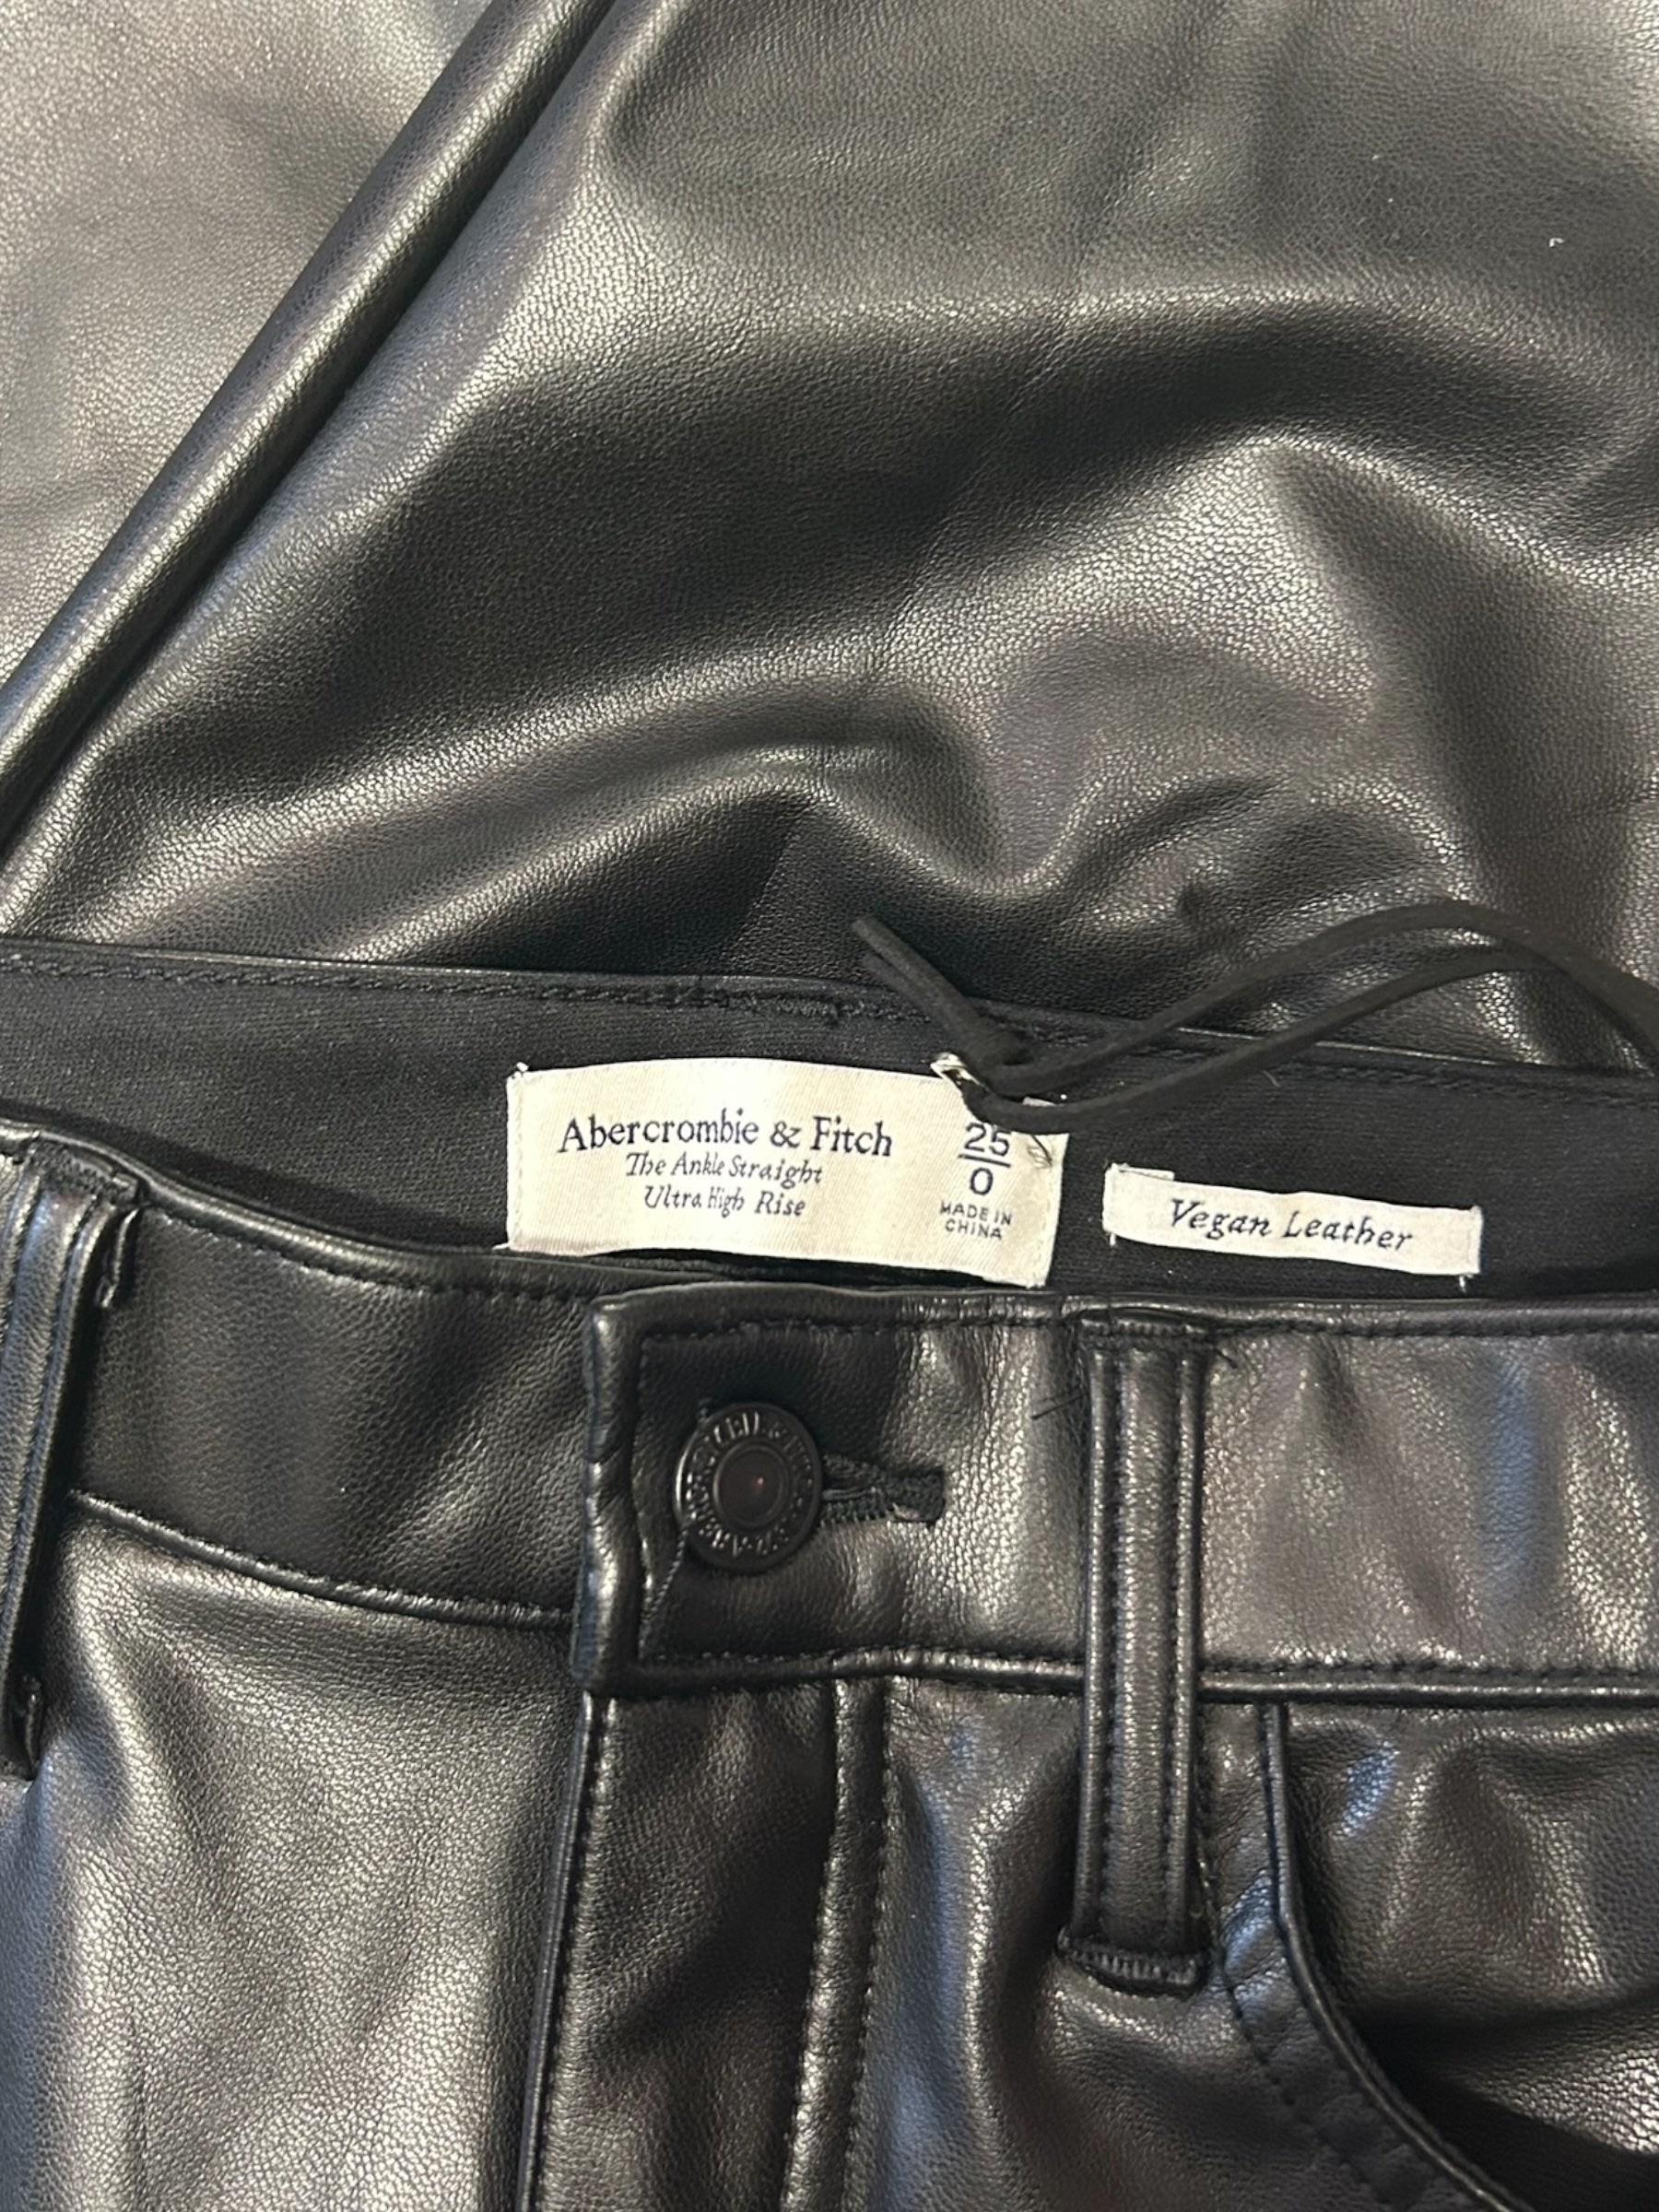 Abercrombie & Fitch
The Ankle Straight
Ultra High Rise
25
0
MADE IN
CHINA
Vegan Leather